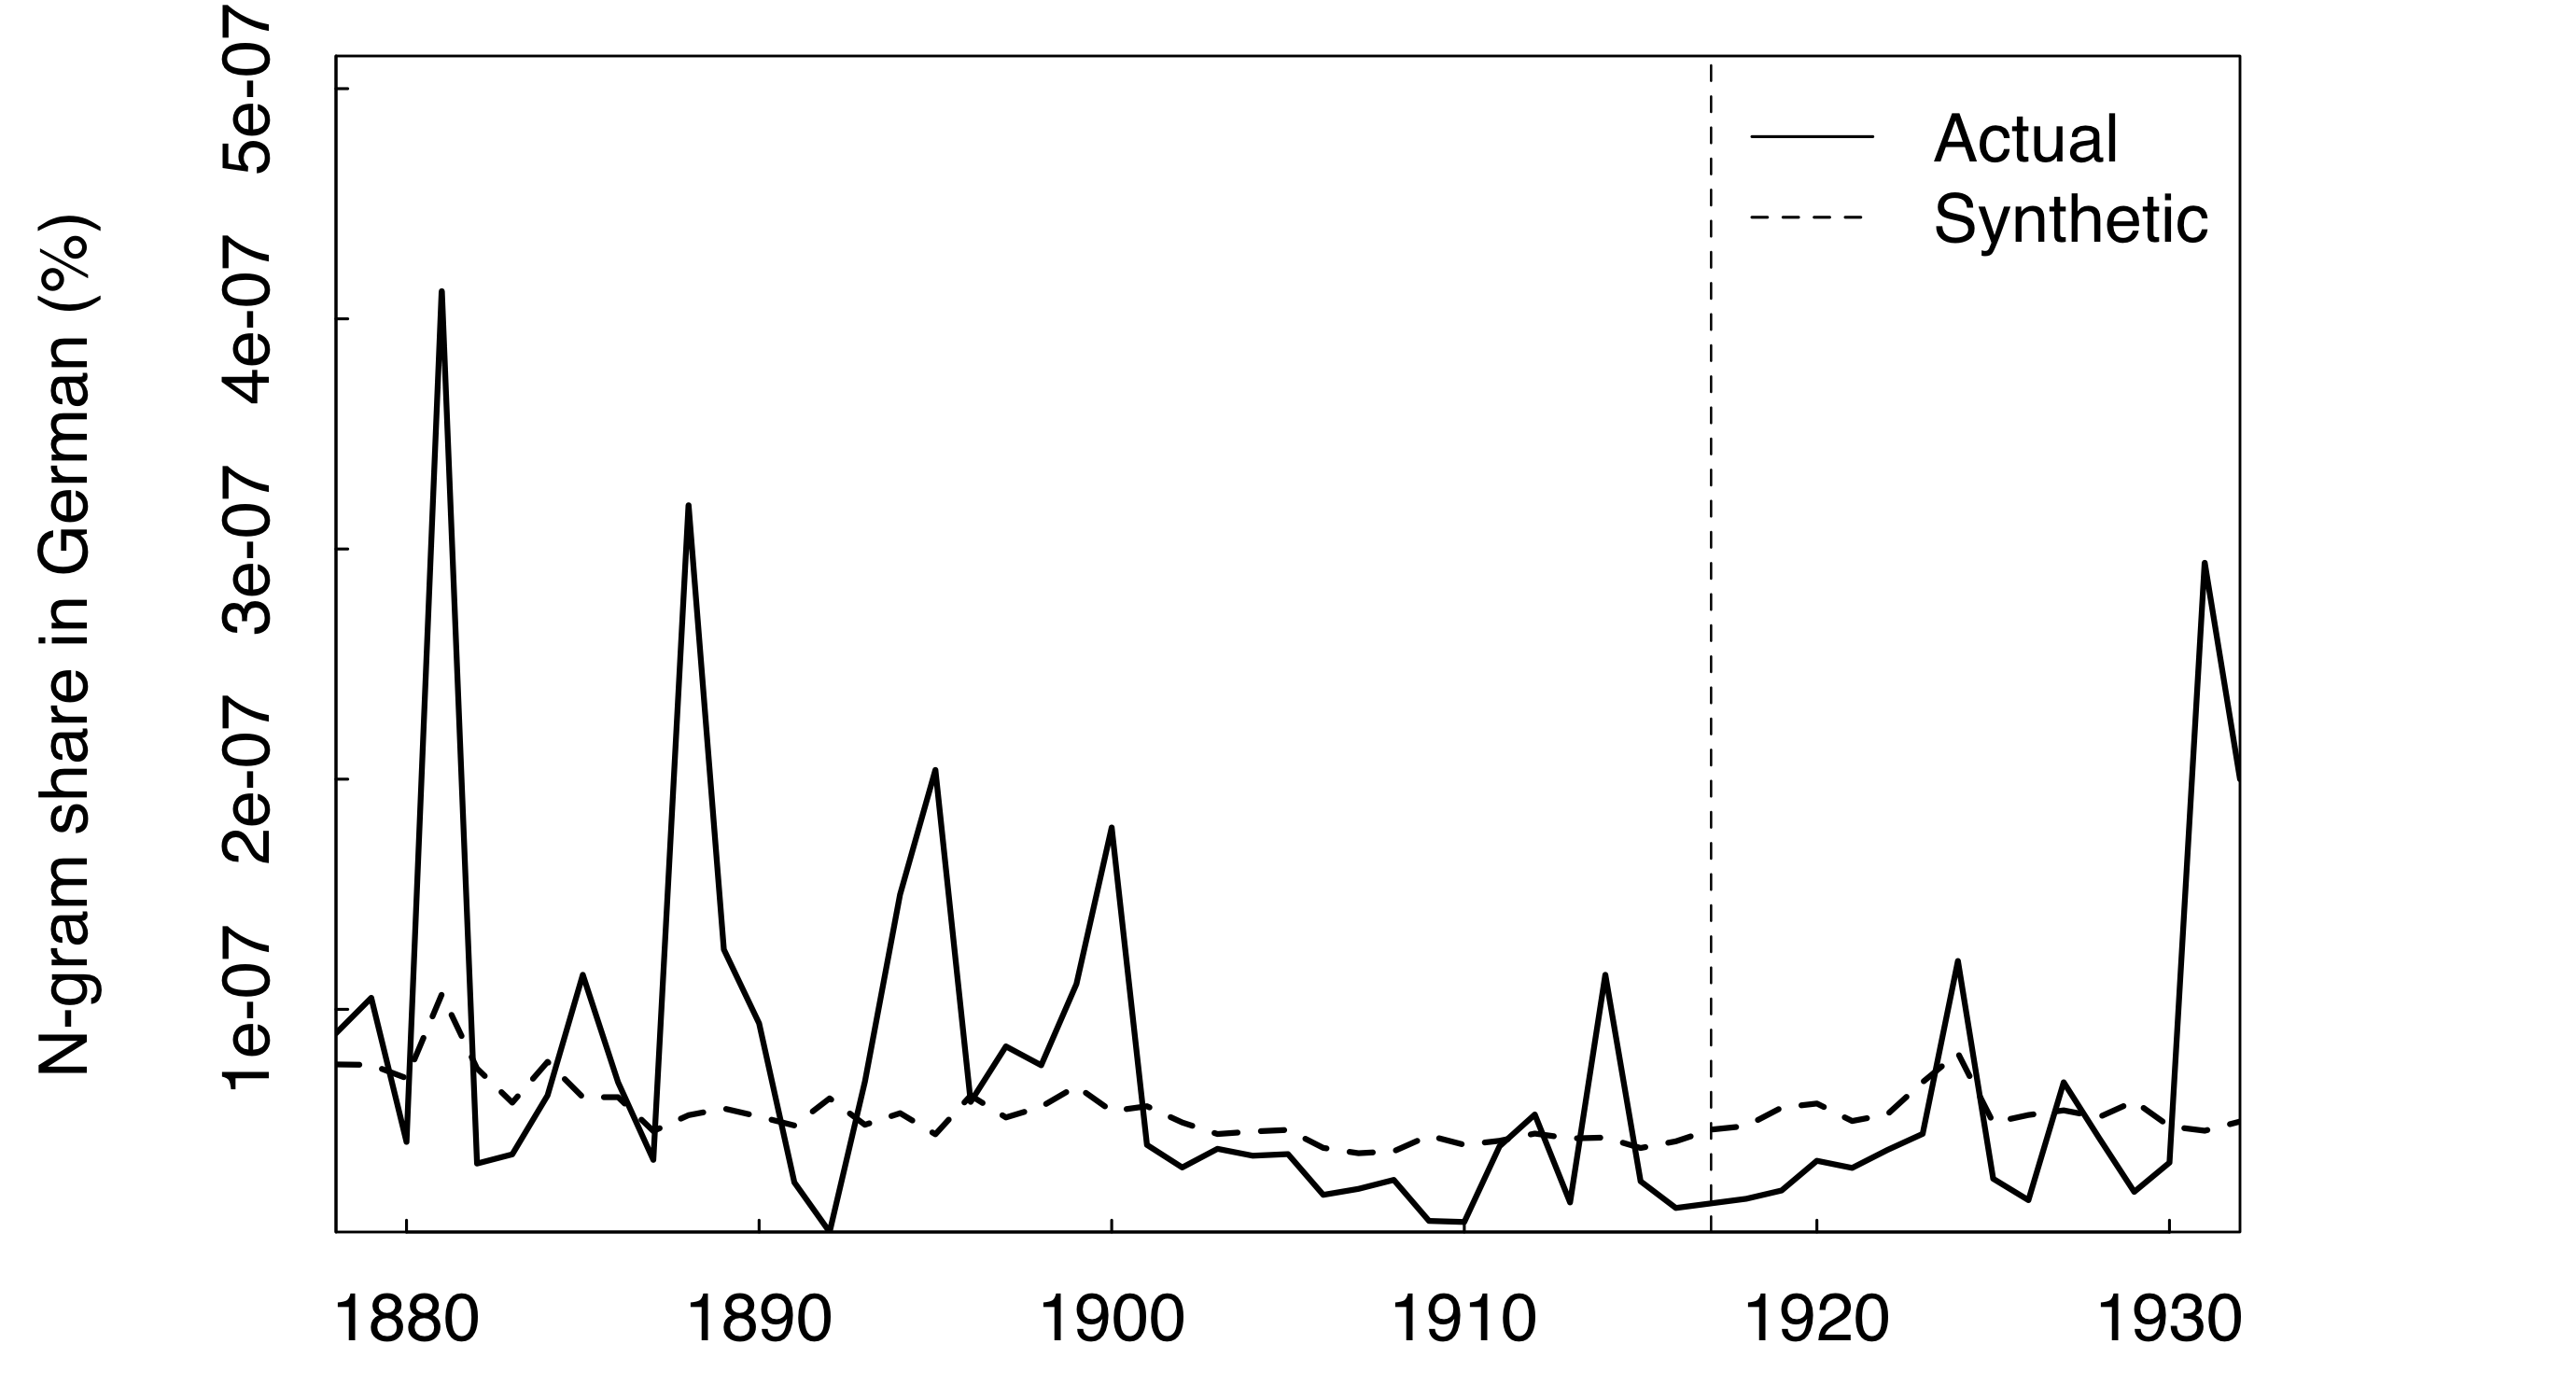 N-gram share in German (%)
5e-07
4e-07
3e-07
2e-07
1e-07
Actual
Synthetic
1880 1890 1900 1910 1920 1930